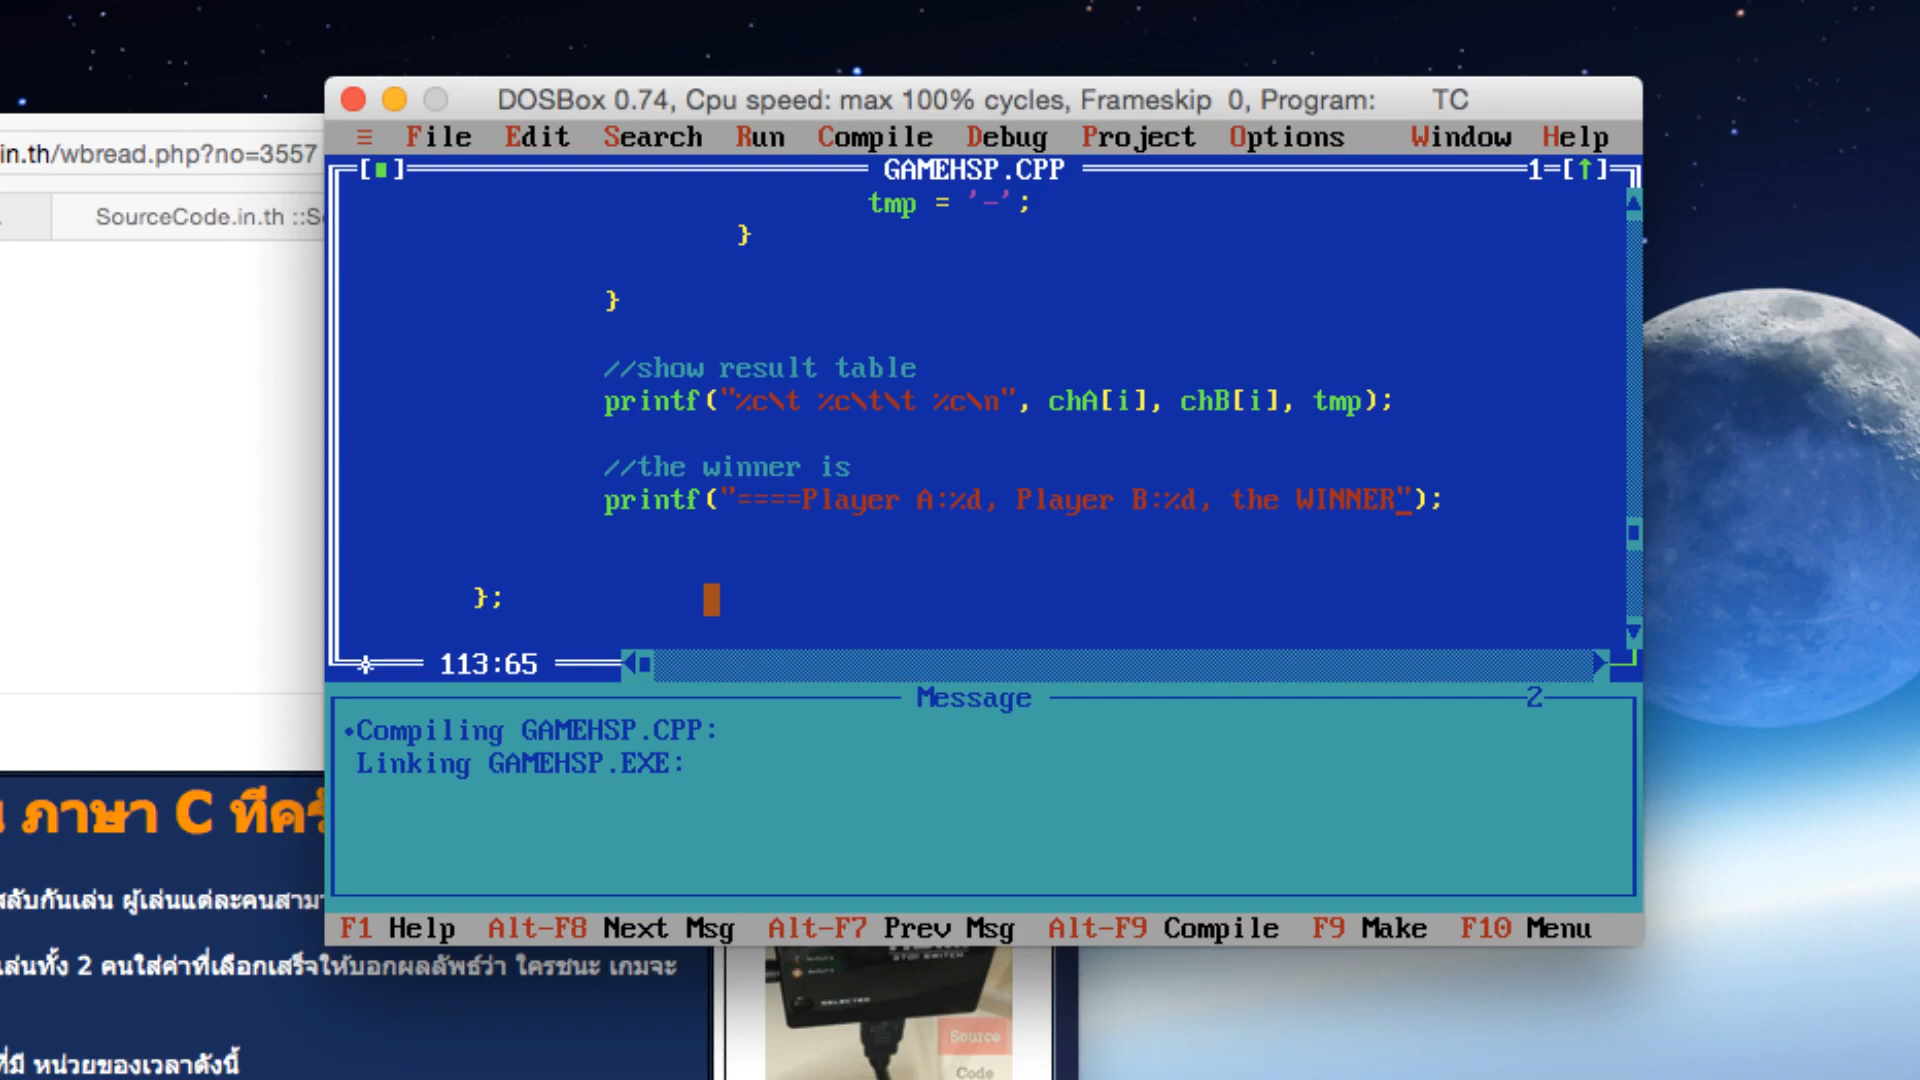 DOSBox 0.74, Cpu speed: max 100% cycles, Frameskip 0, Program: TC
≡ File Edit Search Run Compile Debug Project Options Window Help
in.th/wbread.php?no=3557
[■] GAMEHSP.CPP 1=[↑]
SourceCode.in.th ::S
tmp = '-';
}
}
//show result table
printf("%c\t %c\t\t %c\n", chA[i], chB[i], tmp);
//the winner is
printf("====Player A:%d, Player B:%d, the WINNER");
};
113:65
Message 2
•Compiling GAMEHSP.CPP:
Linking GAMEHSP.EXE:
ภาษา C ที่คร
สลับกันเล่น ผู้เล่นแต่ละคนสามา
F1 Help Alt-F8 Next Msg Alt-F7 Prev Msg Alt-F9 Compile F9 Make F10 Menu
เล่นทั้ง 2 คนใส่ค่าที่เลือกเสร็จให้บอกผลลัพธ์ว่า ใครชนะ เกมจะ
SELECTED
Source
Code
ที่มี หน่วยของเวลาดังนี้